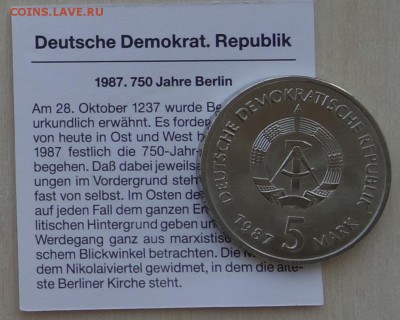 COINS.LAVE.RU
Deutsche Demokrat. Republik
1987. 750 Jahre Berlin
Am 28. Oktober 1237 wurde Be
urkundlich erwähnt. Es forder
von heute in Ost und West b
1987 festlich die 750-Jahr-
begehen. Daß dabei jeweils
ungen im Vordergrund steh
fast von selbst. Im Osten de
auf jeden Fall dem ganzen Er
litischen Hintergrund geben un
Werdegang ganz aus marxistis
schem Blickwinkel betrachten. Die M
dem Nikolaiviertel gewidmet, in dem die älte-
ste Berliner Kirche steht.
DEUTSCHE DEMOKRATISCHE REPUBLIK
1987 5 MARK